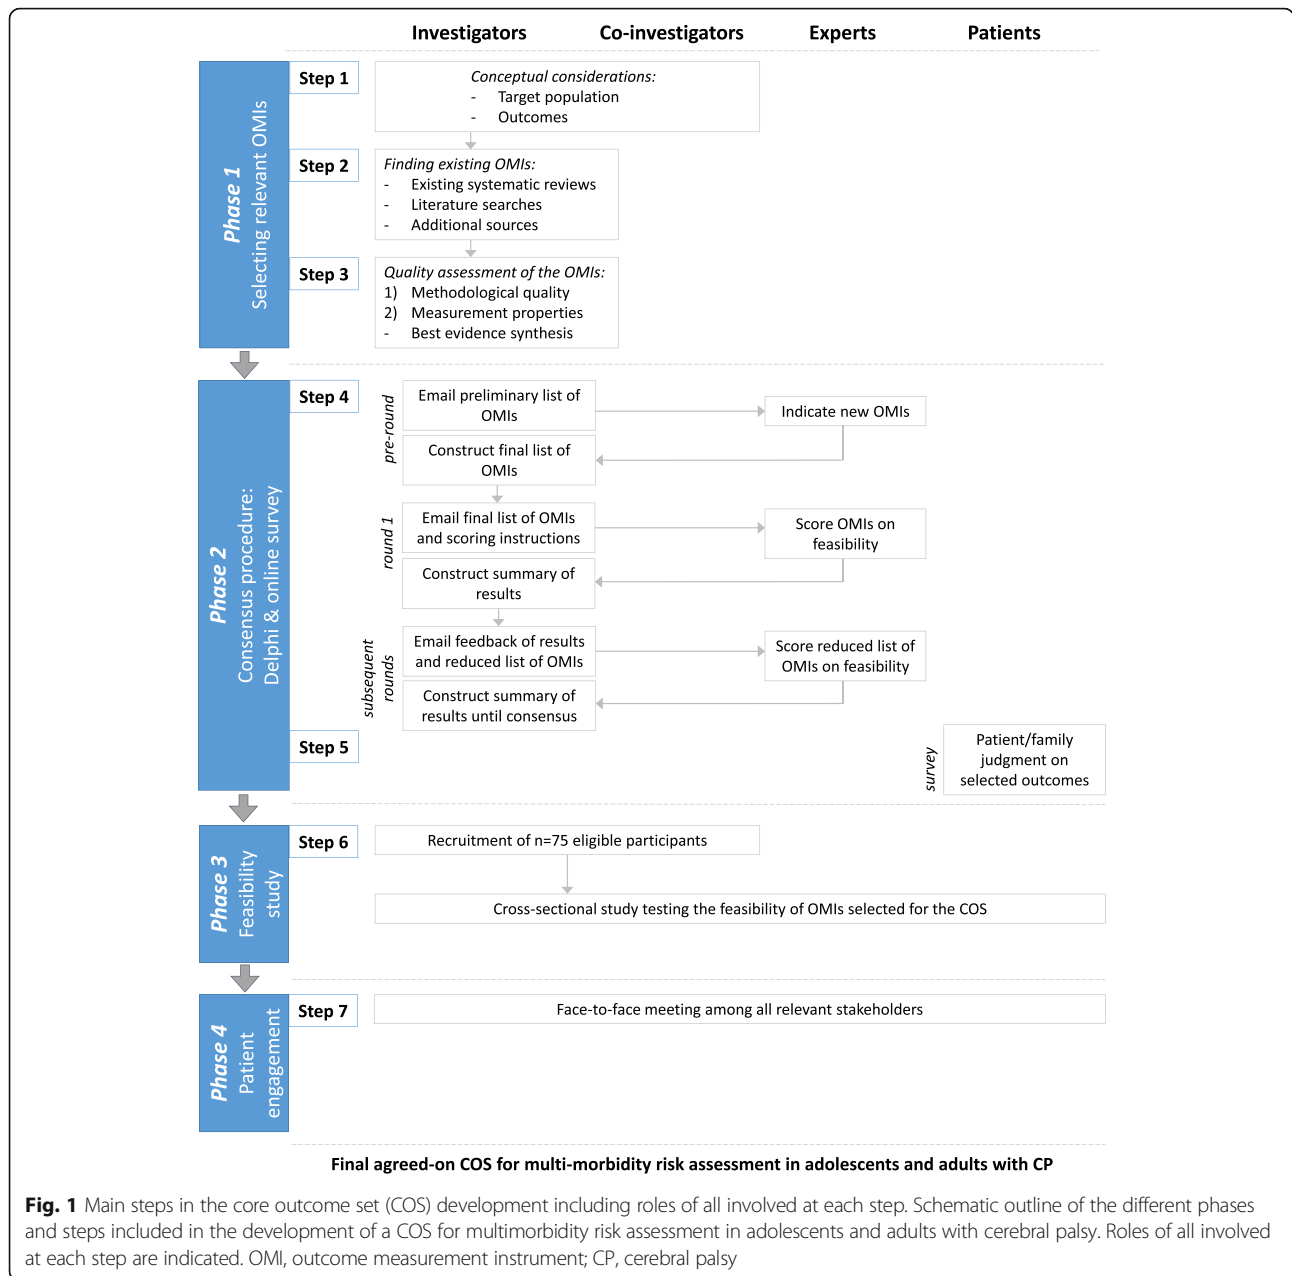 Investigators Co-investigators Experts Patients
Phase 1
Selecting relevant OMIs
Step 1
Conceptual considerations:
- Target population
- Outcomes
Step 2
Finding existing OMIs:
- Existing systematic reviews
- Literature searches
- Additional sources
Step 3
Quality assessment of the OMIs:
1) Methodological quality
2) Measurement properties
- Best evidence synthesis
Phase 2
Consensus procedure:
Delphi & online survey
Step 4
pre-round
Email preliminary list of
OMIs
Indicate new OMIs
Construct final list of
OMIs
round 1
Email final list of OMIs
and scoring instructions
Score OMIs on
feasibility
Construct summary of
results
subsequent
rounds
Email feedback of results
and reduced list of OMIs
Score reduced list of
OMIs on feasibility
Construct summary of
results until consensus
Step 5
survey
Patient/family
judgment on
selected outcomes
Phase 3
Feasibility
study
Step 6
Recruitment of n=75 eligible participants
Cross-sectional study testing the feasibility of OMIs selected for the COS
Phase 4
Patient
engagement
Step 7
Face-to-face meeting among all relevant stakeholders
Final agreed-on COS for multi-morbidity risk assessment in adolescents and adults with CP
Fig. 1 Main steps in the core outcome set (COS) development including roles of all involved at each step. Schematic outline of the different phases
and steps included in the development of a COS for multimorbidity risk assessment in adolescents and adults with cerebral palsy. Roles of all involved
at each step are indicated. OMI, outcome measurement instrument; CP, cerebral palsy